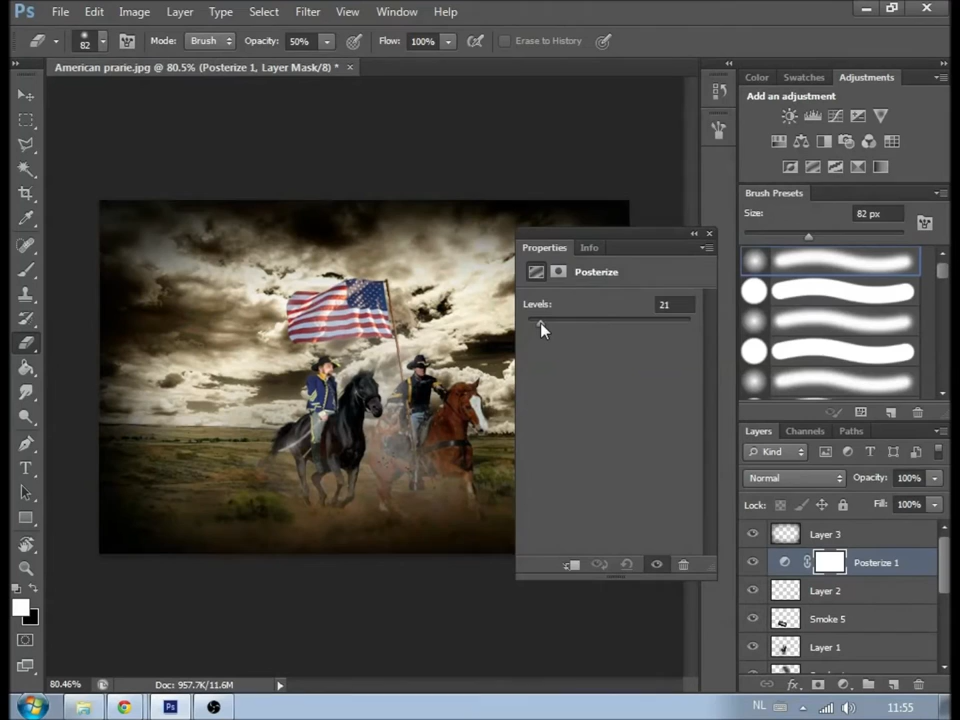 Ps File Edit Image Layer Type Select Filter View Window Help
82 Mode: Brush Opacity: 50% Flow: 100% Erase to History
American prarie.jpg @ 80.5% (Posterize 1, Layer Mask/8) *
Color Swatches Adjustments
Add an adjustment
Brush Presets
Size: 82 px
Properties Info
Posterize
Levels: 21
Layers Channels Paths
Kind
Normal Opacity: 100%
Lock: Fill: 100%
Layer 3
Posterize 1
Layer 2
Smoke 5
Layer 1
80.46% Doc: 957.7K/11.6M
Ps NL 11:55